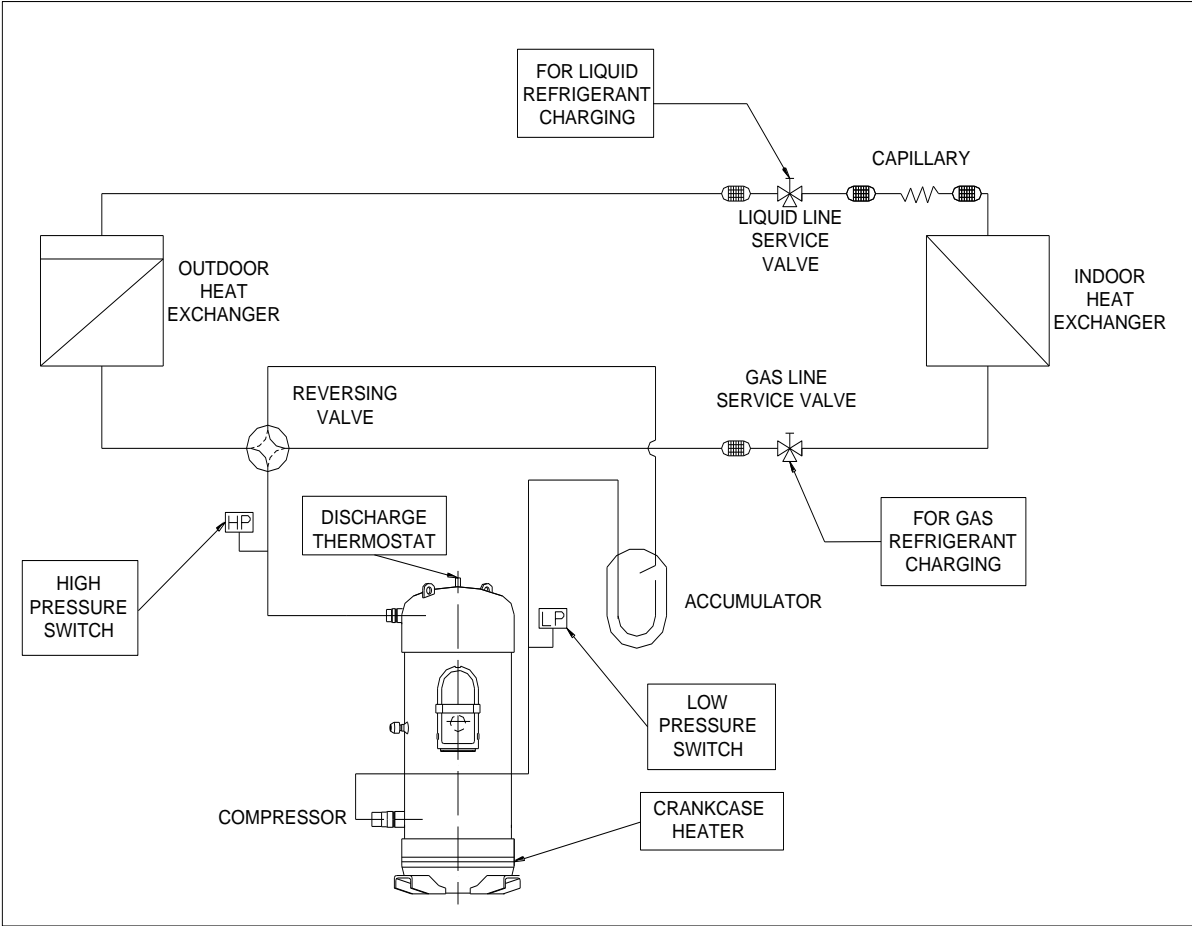 FOR LIQUID
REFRIGERANT
CHARGING
CAPILLARY
LIQUID LINE
SERVICE
VALVE
OUTDOOR
HEAT
EXCHANGER
INDOOR
HEAT
EXCHANGER
REVERSING
VALVE
GAS LINE
SERVICE VALVE
HP
DISCHARGE
THERMOSTAT
FOR GAS
REFRIGERANT
CHARGING
HIGH
PRESSURE
SWITCH
LP
ACCUMULATOR
LOW
PRESSURE
SWITCH
COMPRESSOR
CRANKCASE
HEATER